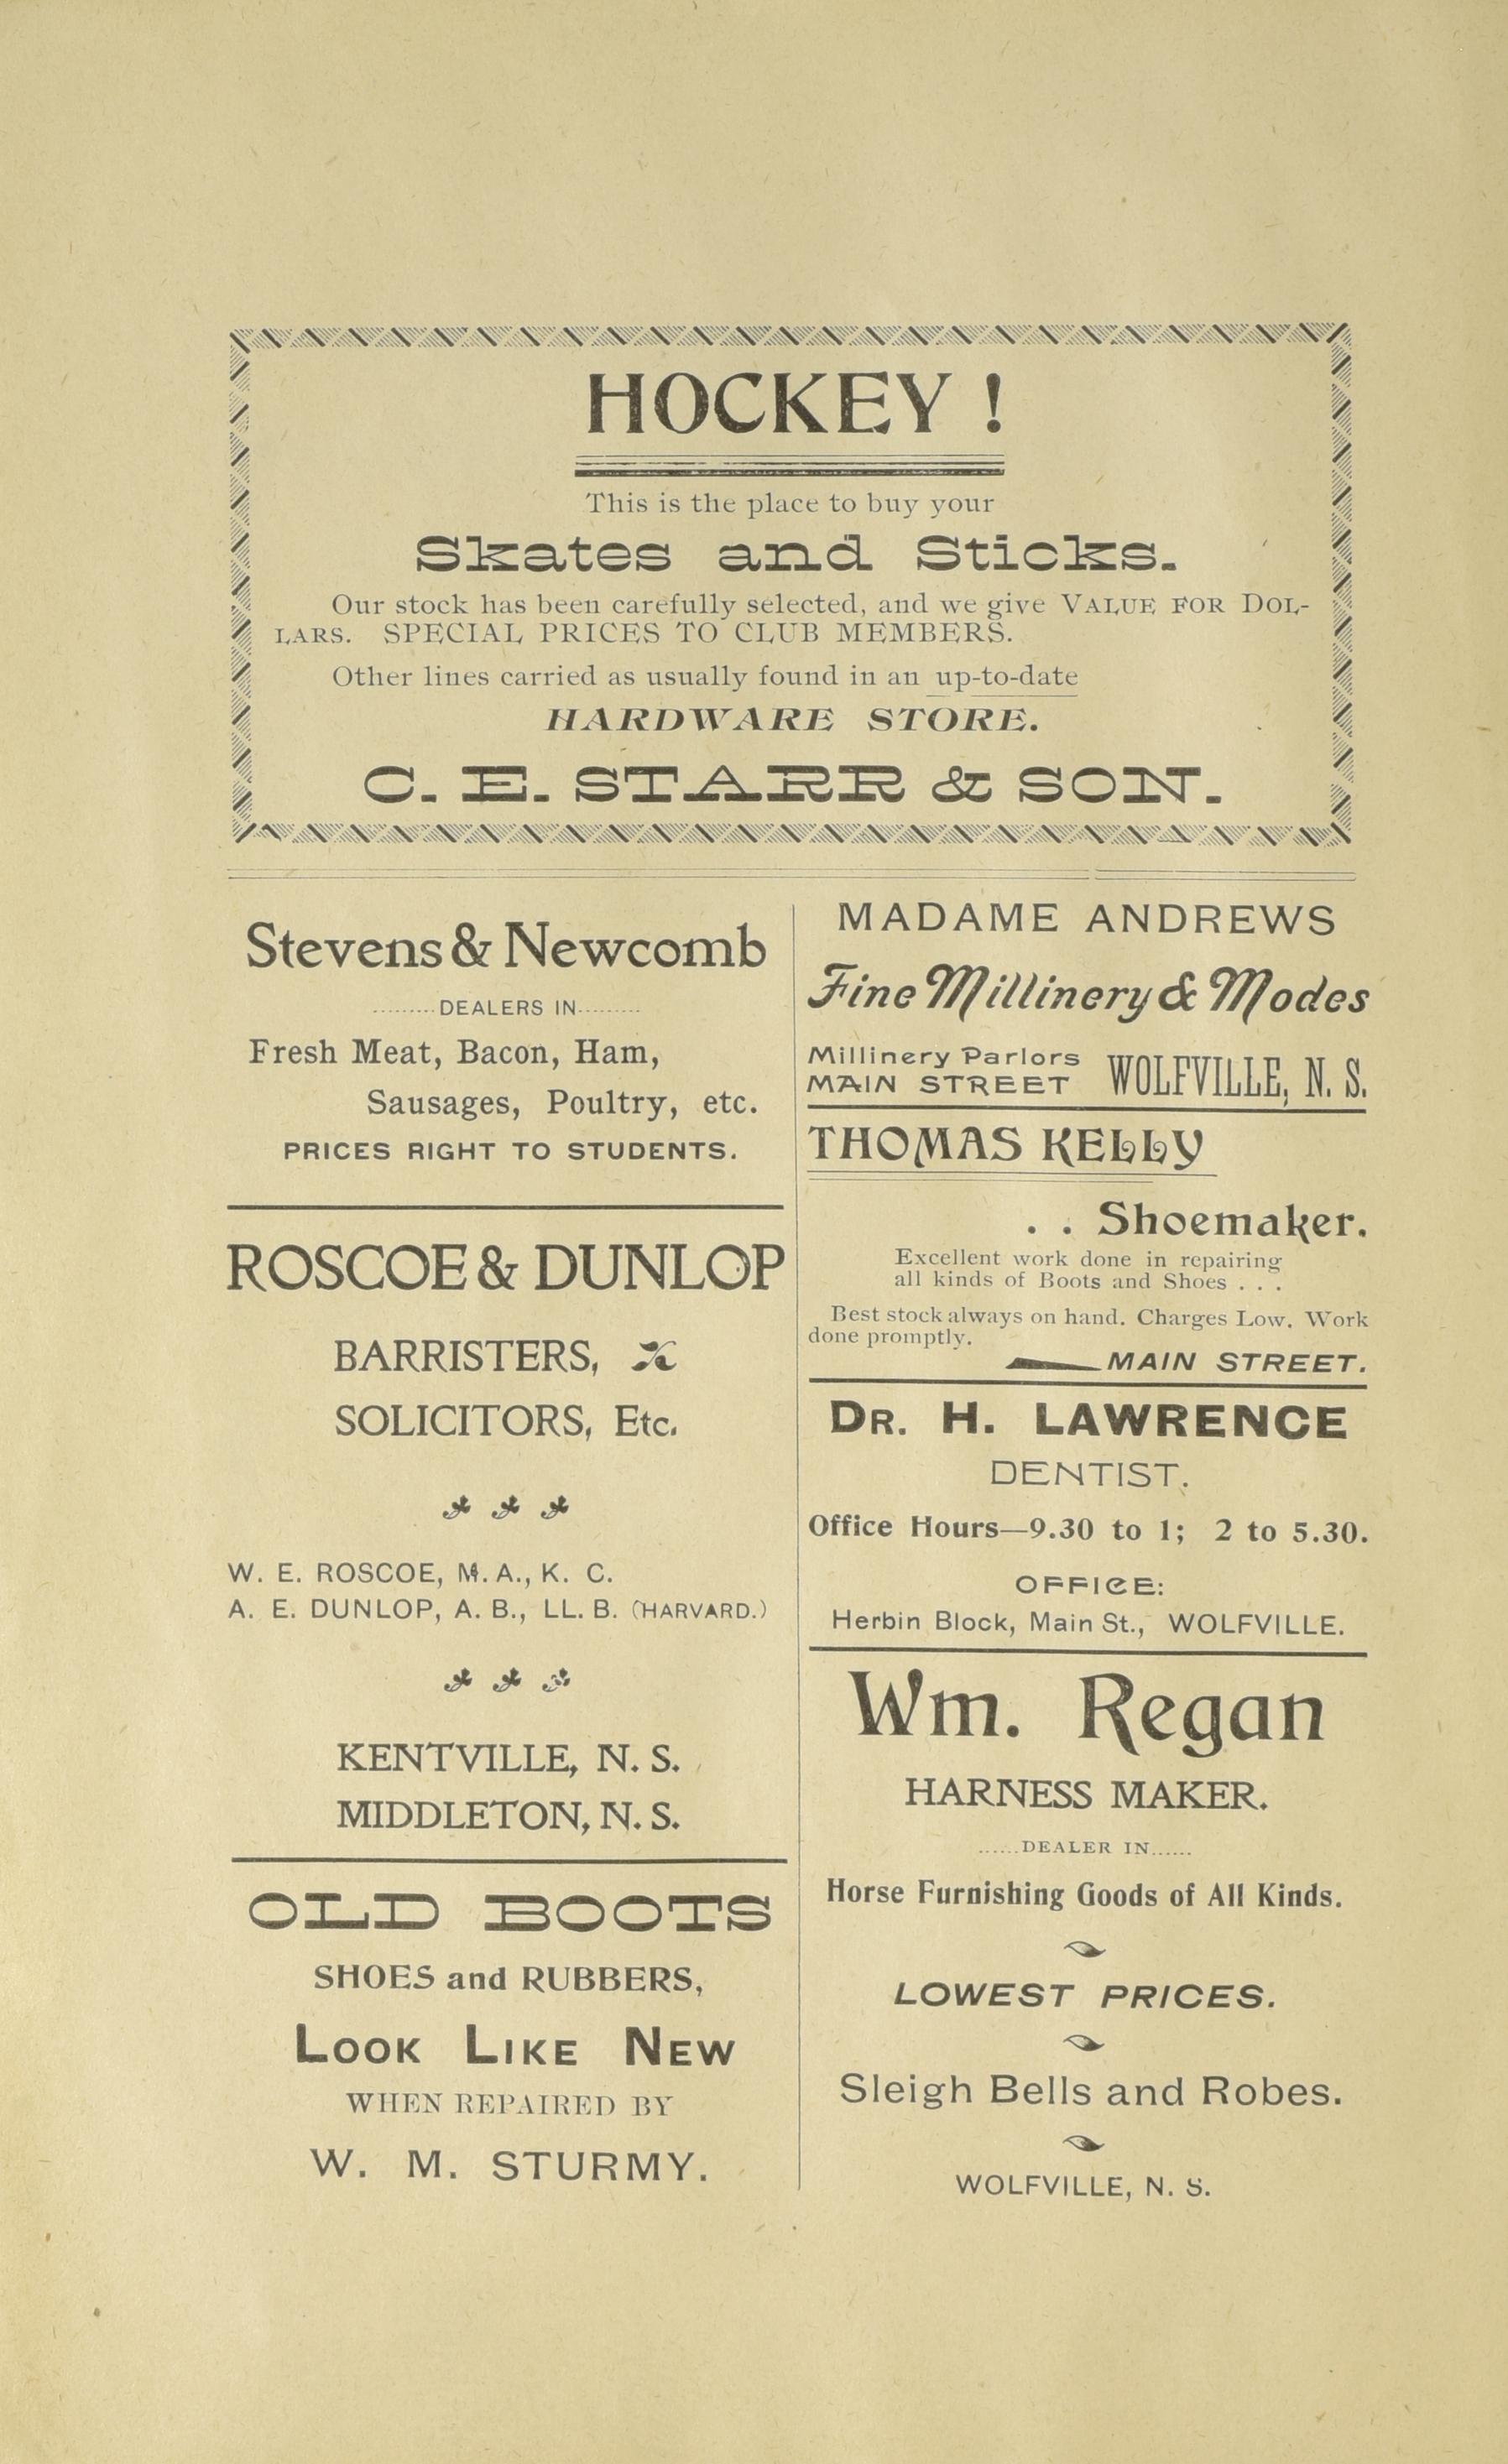 HOCKEY !
This is the place to buy your
Skates and Sticks.
Our stock has been carefully selected, and we give VALUE FOR DOL-
LARS. SPECIAL PRICES TO CLUB MEMBERS.
Other lines carried as usually found in an up-to-date
HARDWARE STORE.
C. E. STARR & SON.
Stevens & Newcomb
.........DEALERS IN.........
Fresh Meat, Bacon, Ham,
Sausages, Poultry, etc.
PRICES RIGHT TO STUDENTS.
ROSCOE & DUNLOP
BARRISTERS,
SOLICITORS, Etc.
W. E. ROSCOE, M. A., K. C.
A. E. DUNLOP, A. B., LL. B. (HARVARD.)
KENTVILLE, N. S.
MIDDLETON, N. S.
OLD BOOTS
SHOES and RUBBERS,
LOOK LIKE NEW
WHEN REPAIRED BY
W. M. STURMY.
MADAME ANDREWS
Fine Millinery & Modes
Millinery Parlors
MAIN STREET WOLFVILLE, N. S.
THOMAS KELLY
. . Shoemaker.
Excellent work done in repairing
all kinds of Boots and Shoes . . .
Best stock always on hand. Charges Low. Work
done promptly.
MAIN STREET.
DR. H. LAWRENCE
DENTIST.
Office Hours—9.30 to 1; 2 to 5.30.
OFFICE:
Herbin Block, Main St., WOLFVILLE.
Wm. Regan
HARNESS MAKER.
......DEALER IN......
Horse Furnishing Goods of All Kinds.
LOWEST PRICES.
Sleigh Bells and Robes.
WOLFVILLE, N. S.